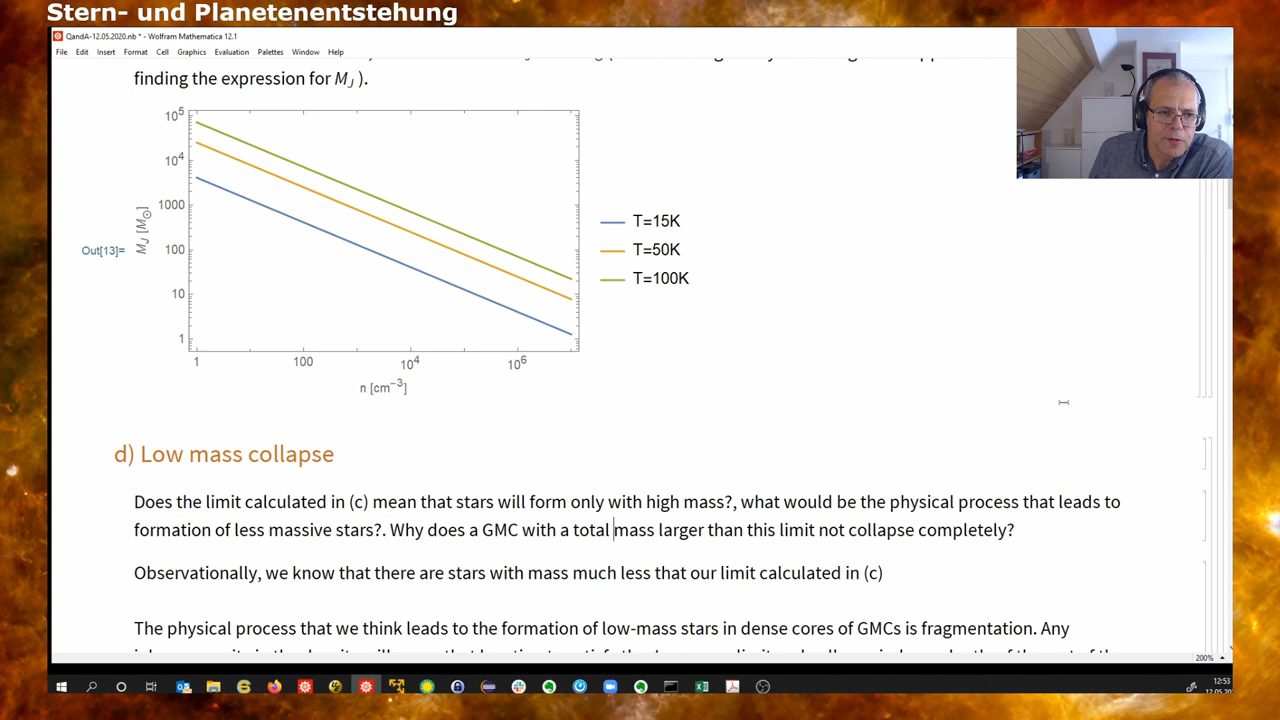 Stern- und Planetenentstehung
QandA-12.05.2020.nb * - Wolfram Mathematica 12.1
File Edit Insert Format Cell Graphics Evaluation Palettes Window Help
finding the expression for M_J ).
10^5
10^4
1000
100
10
1
M_J [M_⊙]
Out[13]=
1 100 10^4 10^6
n [cm^-3]
T=15K
T=50K
T=100K
d) Low mass collapse
Does the limit calculated in (c) mean that stars will form only with high mass?, what would be the physical process that leads to
formation of less massive stars?. Why does a GMC with a total mass larger than this limit not collapse completely?
Observationally, we know that there are stars with mass much less that our limit calculated in (c)
The physical process that we think leads to the formation of low-mass stars in dense cores of GMCs is fragmentation. Any
200%
12:53
12.05.20